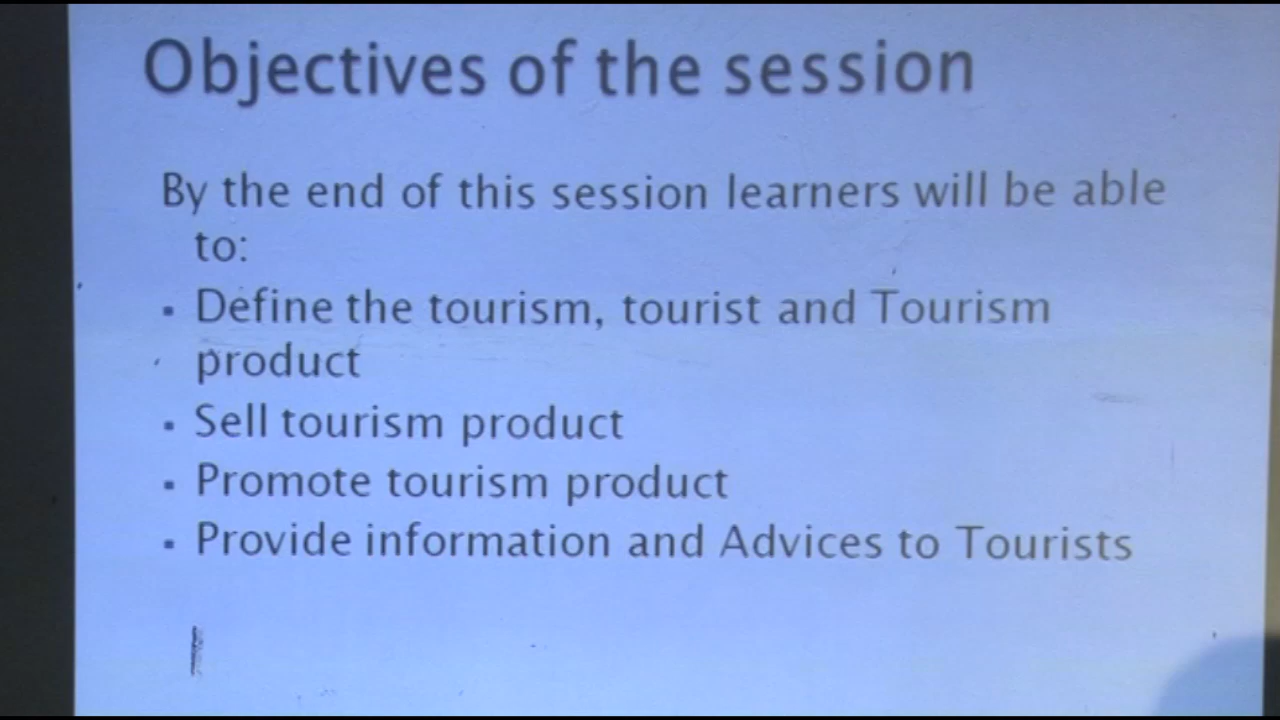 Objectives of the session
By the end of this session learners will be able
to:
▪ Define the tourism, tourist and Tourism
product
▪ Sell tourism product
▪ Promote tourism product
▪ Provide information and Advices to Tourists